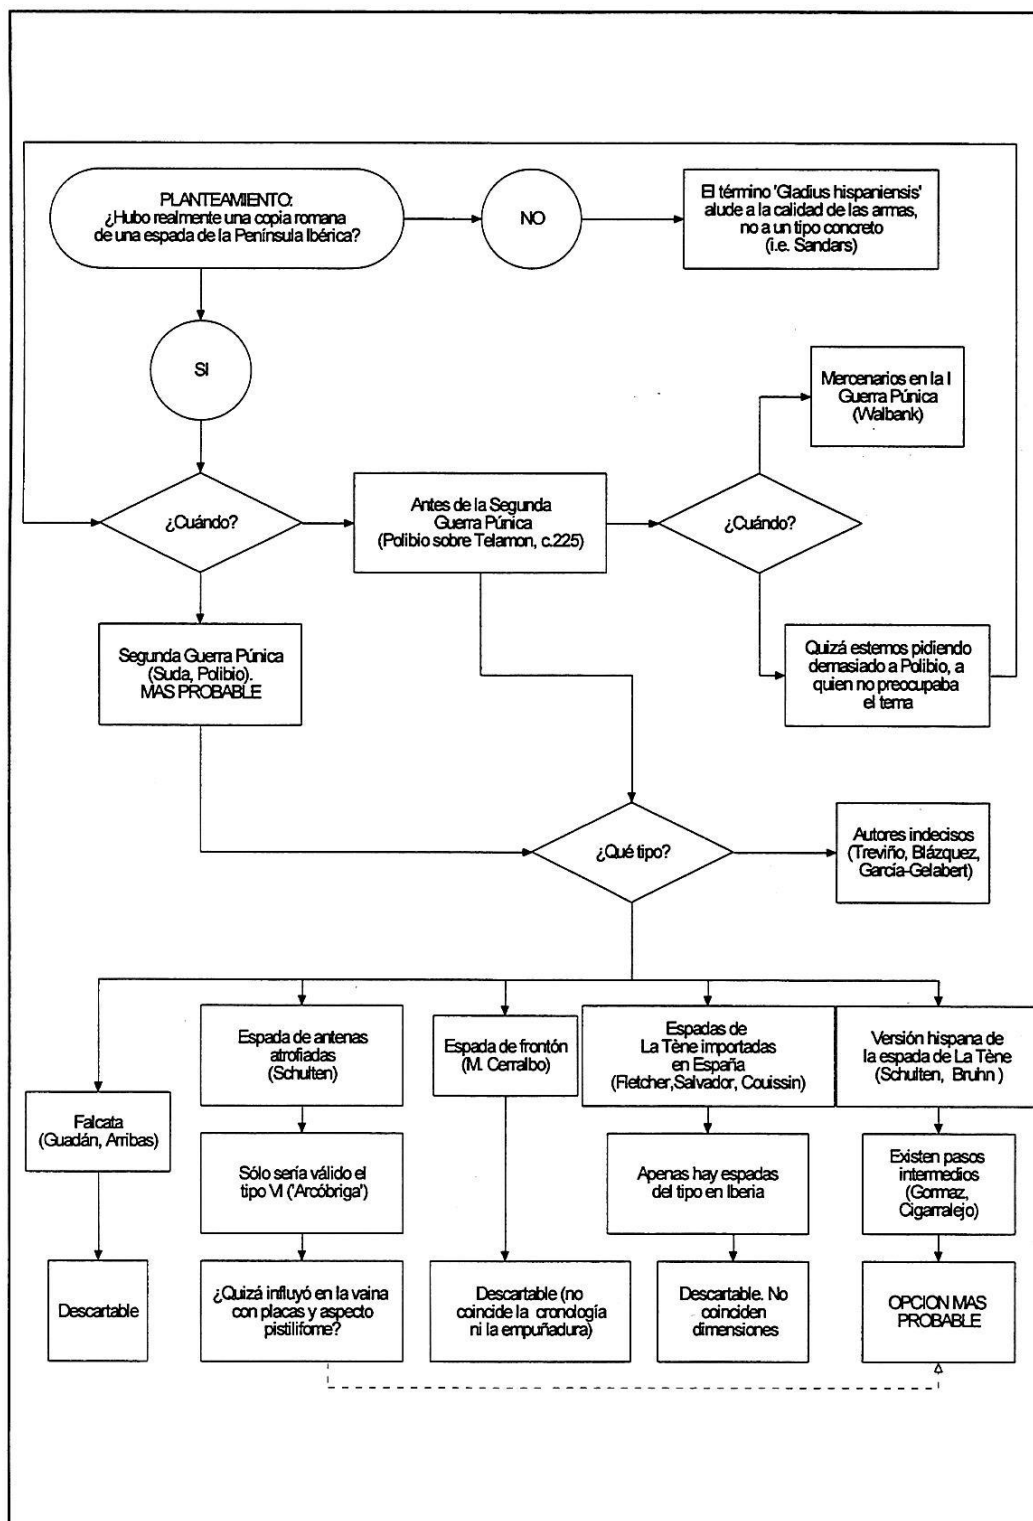 PLANTEAMIENTO:
¿Hubo realmente una copia romana
de una espada de la Península Ibérica?
NO
El término 'Gladius hispaniensis'
alude a la calidad de las armas,
no a un tipo concreto
(i.e. Sandars)
SI
Mercenarios en la I
Guerra Púnica
(Walbank)
¿Cuándo?
Antes de la Segunda
Guerra Púnica
(Polibio sobre Telamon, c.225)
¿Cuándo?
Segunda Guerra Púnica
(Suda, Polibio).
MAS PROBABLE
Quizá estemos pidiendo
demasiado a Polibio, a
quien no preocupaba
el tema
¿Qué tipo?
Autores indecisos
(Treviño, Blázquez,
García-Gelabert)
Falcata
(Guadán, Arribas)
Espada de antenas
atrofiadas
(Schulten)
Espada de frontón
(M. Cerralbo)
Espadas de
La Tène importadas
en España
(Fletcher,Salvador, Couissin)
Versión hispana de
la espada de La Tène
(Schulten, Bruhn )
Sólo sería válido el
tipo VI ('Arcóbriga')
Apenas hay espadas
del tipo en Iberia
Existen pasos
intermedios
(Gormaz,
Cigarralejo)
Descartable
¿Quizá influyó en la vaina
con placas y aspecto
pistiliforme?
Descartable (no
coincide la cronología
ni la empuñadura)
Descartable. No
coinciden
dimensiones
OPCION MAS
PROBABLE